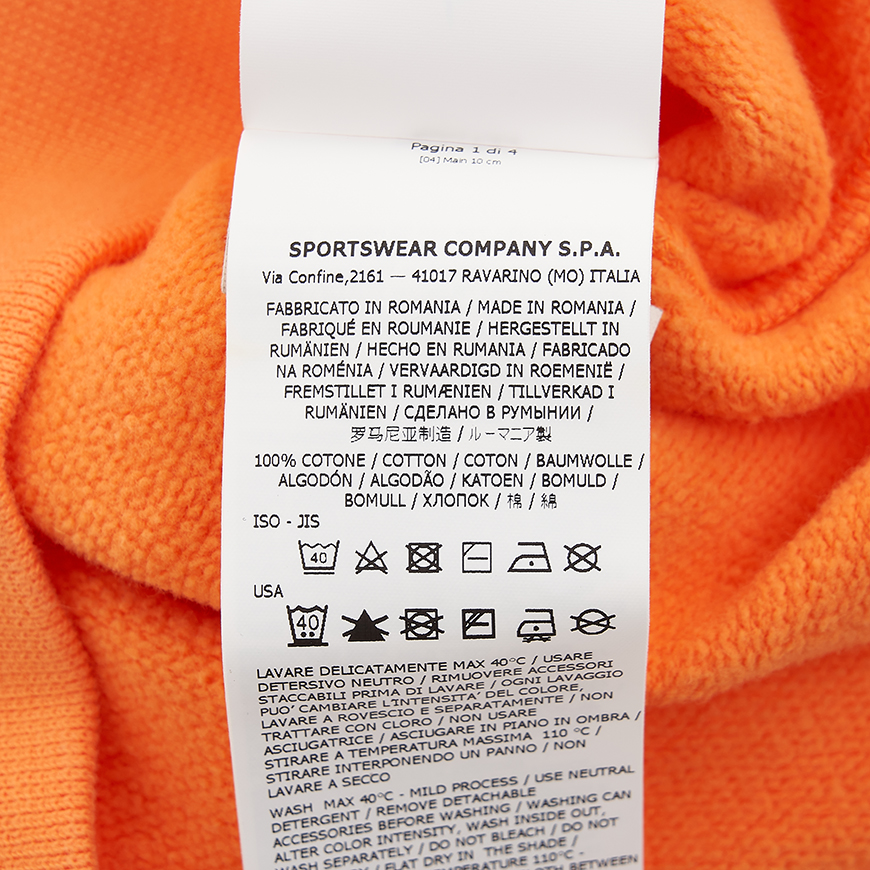 Pagina 1 di 4
[04] Main 10 cm
SPORTSWEAR COMPANY S.P.A.
Via Confine,2161 — 41017 RAVARINO (MO) ITALIA
FABBRICATO IN ROMANIA / MADE IN ROMANIA /
FABRIQUÉ EN ROUMANIE / HERGESTELLT IN
RUMÄNIEN / HECHO EN RUMANIA / FABRICADO
NA ROMÉNIA / VERVAARDIGD IN ROEMENIË /
FREMSTILLET I RUMÆNIEN / TILLVERKAD I
RUMÄNIEN / СДЕЛАНО В РУМЫНИИ /
罗马尼亚制造 / ルーマニア製
100% COTONE / COTTON / COTON / BAUMWOLLE /
ALGODÓN / ALGODÃO / KATOEN / BOMULD /
BOMULL / ХЛОПОК / 棉 / 綿
ISO - JIS
40
USA
40
LAVARE DELICATAMENTE MAX 40°C / USARE
DETERSIVO NEUTRO / RIMUOVERE ACCESSORI
STACCABILI PRIMA DI LAVARE / OGNI LAVAGGIO
PUO' CAMBIARE L'INTENSITA' DEL COLORE,
LAVARE A ROVESCIO E SEPARATAMENTE / NON
TRATTARE CON CLORO / NON USARE
ASCIUGATRICE / ASCIUGARE IN PIANO IN OMBRA /
STIRARE A TEMPERATURA MASSIMA 110 °C /
STIRARE INTERPONENDO UN PANNO / NON
LAVARE A SECCO
WASH MAX 40°C - MILD PROCESS / USE NEUTRAL
DETERGENT / REMOVE DETACHABLE
ACCESSORIES BEFORE WASHING / WASHING CAN
ALTER COLOR INTENSITY, WASH INSIDE OUT,
WASH SEPARATELY / DO NOT BLEACH / DO NOT
/ FLAT DRY IN THE SHADE /
TEMPERATURE 110°C -
BETWEEN